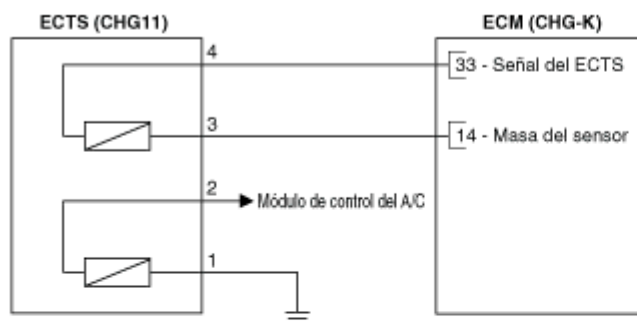 ECTS (CHG11)
ECM (CHG-K)
4
33 - Señal del ECTS
3
14 - Masa del sensor
2
Módulo de control del A/C
1